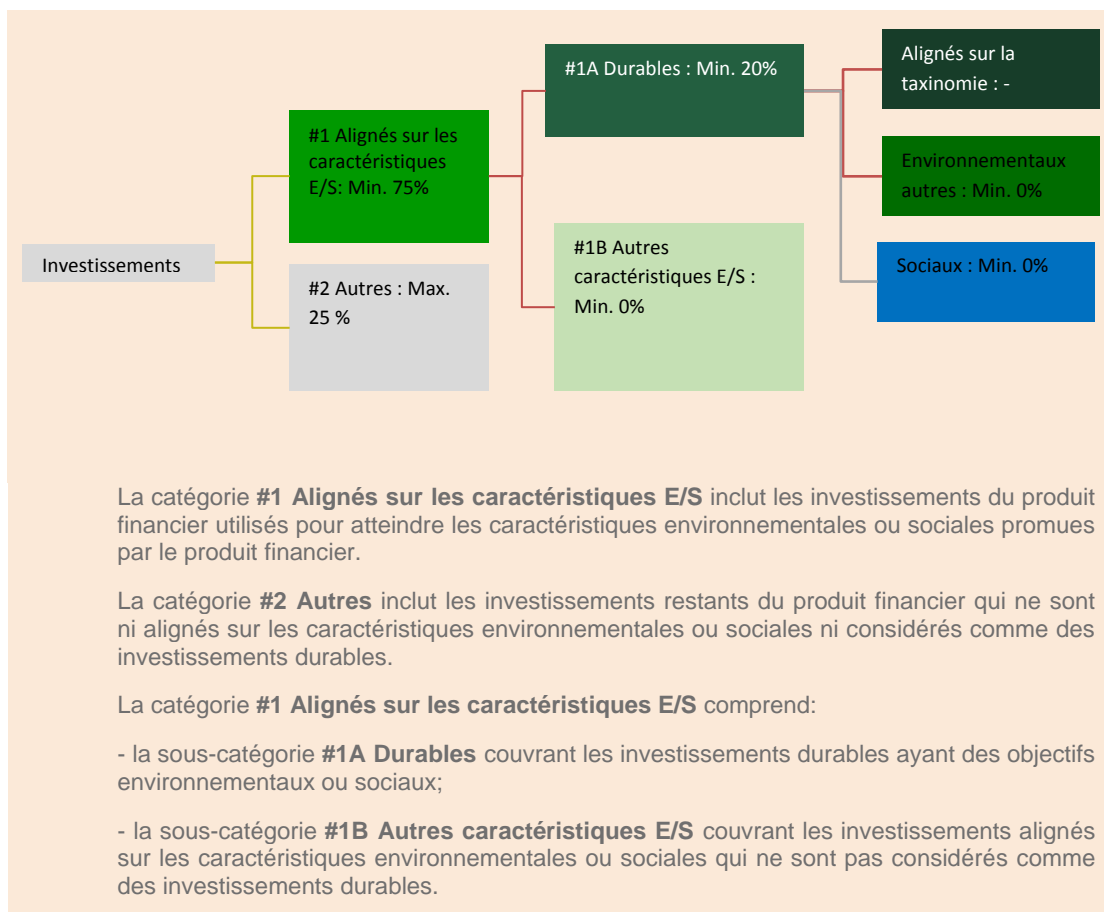 Investissements
#1 Alignés sur les
caractéristiques
E/S: Min. 75%
#2 Autres : Max.
25 %
#1A Durables : Min. 20%
#1B Autres
caractéristiques E/S :
Min. 0%
Alignés sur la
taxinomie : -
Environnementaux
autres : Min. 0%
Sociaux : Min. 0%
La catégorie #1 Alignés sur les caractéristiques E/S inclut les investissements du produit
financier utilisés pour atteindre les caractéristiques environnementales ou sociales promues
par le produit financier.
La catégorie #2 Autres inclut les investissements restants du produit financier qui ne sont
ni alignés sur les caractéristiques environnementales ou sociales ni considérés comme des
investissements durables.
La catégorie #1 Alignés sur les caractéristiques E/S comprend:
- la sous-catégorie #1A Durables couvrant les investissements durables ayant des objectifs
environnementaux ou sociaux;
- la sous-catégorie #1B Autres caractéristiques E/S couvrant les investissements alignés
sur les caractéristiques environnementales ou sociales qui ne sont pas considérés comme
des investissements durables.